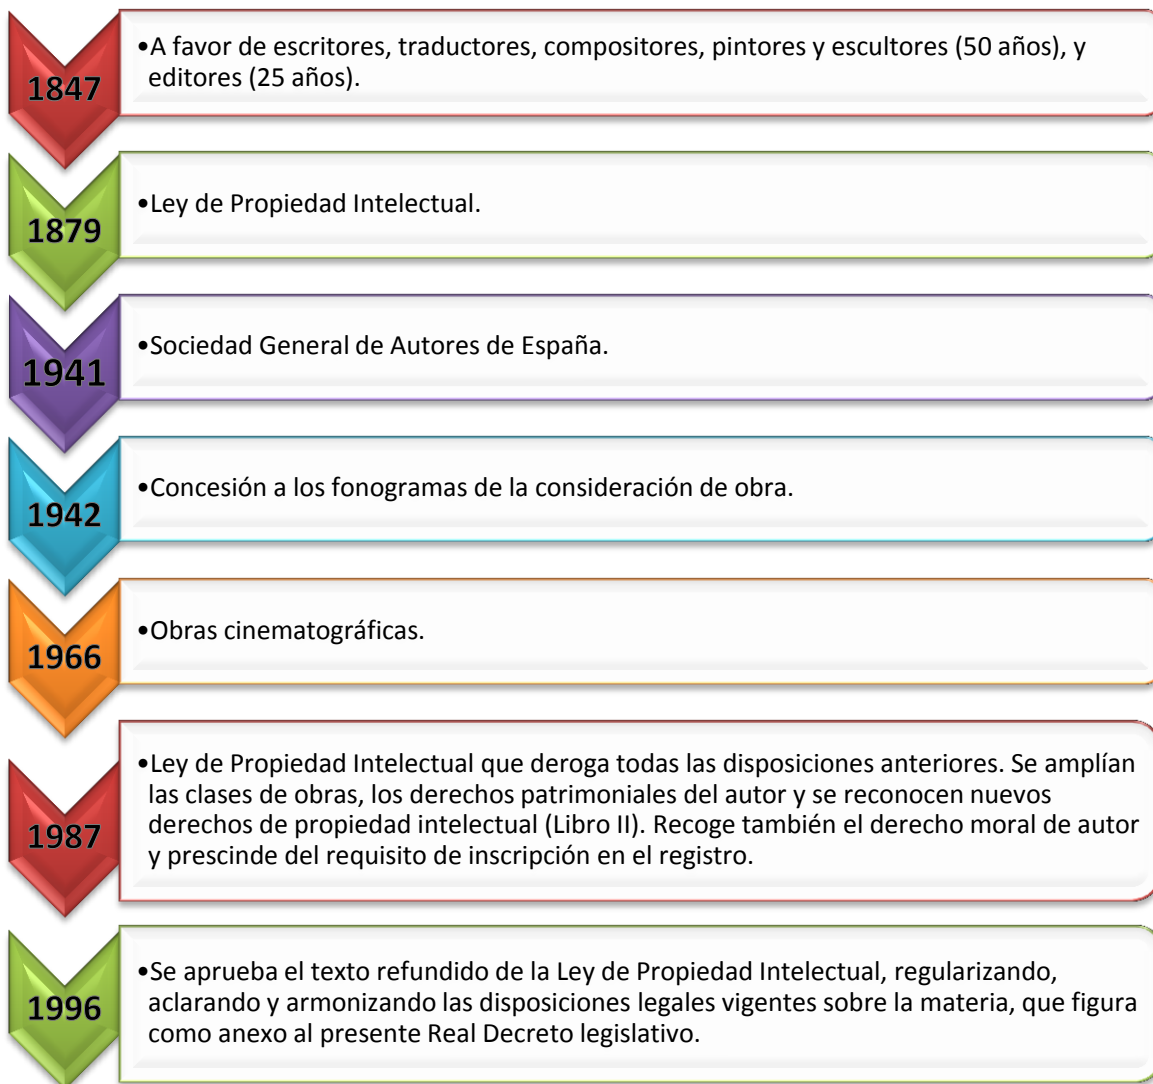 1847
•A favor de escritores, traductores, compositores, pintores y escultores (50 años), y
editores (25 años).
1879
•Ley de Propiedad Intelectual.
1941
•Sociedad General de Autores de España.
1942
•Concesión a los fonogramas de la consideración de obra.
1966
•Obras cinematográficas.
1987
•Ley de Propiedad Intelectual que deroga todas las disposiciones anteriores. Se amplían
las clases de obras, los derechos patrimoniales del autor y se reconocen nuevos
derechos de propiedad intelectual (Libro II). Recoge también el derecho moral de autor
y prescinde del requisito de inscripción en el registro.
1996
•Se aprueba el texto refundido de la Ley de Propiedad Intelectual, regularizando,
aclarando y armonizando las disposiciones legales vigentes sobre la materia, que figura
como anexo al presente Real Decreto legislativo.